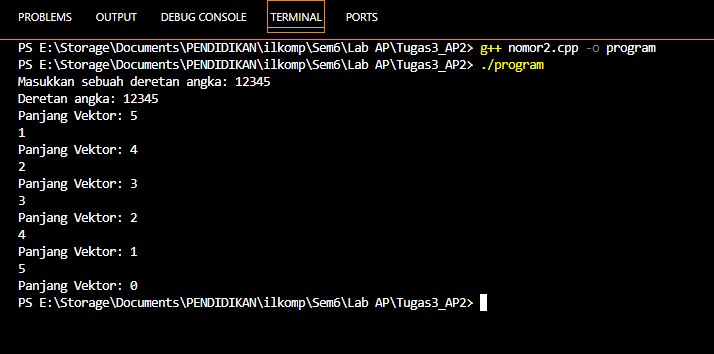 PROBLEMS OUTPUT DEBUG CONSOLE TERMINAL PORTS
PS E:\Storage\Documents\PENDIDIKAN\ilkomp\Sem6\Lab AP\Tugas3_AP2> g++ nomor2.cpp -o program
PS E:\Storage\Documents\PENDIDIKAN\ilkomp\Sem6\Lab AP\Tugas3_AP2> ./program
Masukkan sebuah deretan angka: 12345
Deretan angka: 12345
Panjang Vektor: 5
1
Panjang Vektor: 4
2
Panjang Vektor: 3
3
Panjang Vektor: 2
4
Panjang Vektor: 1
5
Panjang Vektor: 0
PS E:\Storage\Documents\PENDIDIKAN\ilkomp\Sem6\Lab AP\Tugas3_AP2>